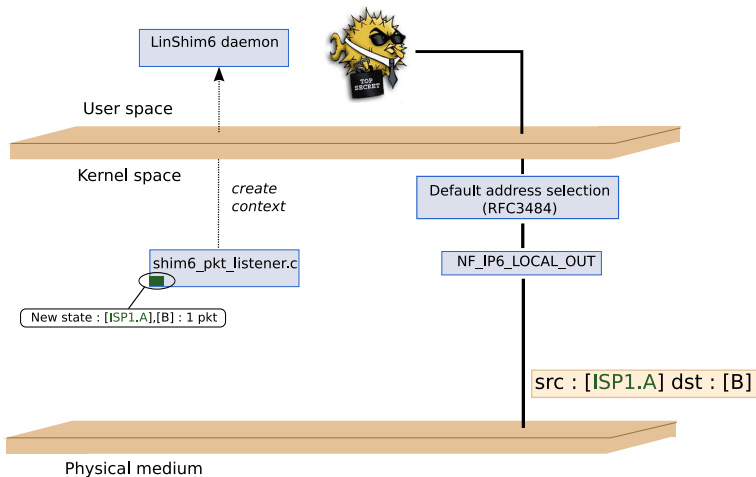 LinShim6 daemon
TOP
SECRET
User space
Kernel space
create
context
Default address selection
(RFC3484)
shim6_pkt_listener.c
NF_IP6_LOCAL_OUT
New state : [ISP1.A],[B] : 1 pkt
src : [ISP1.A] dst : [B]
Physical medium